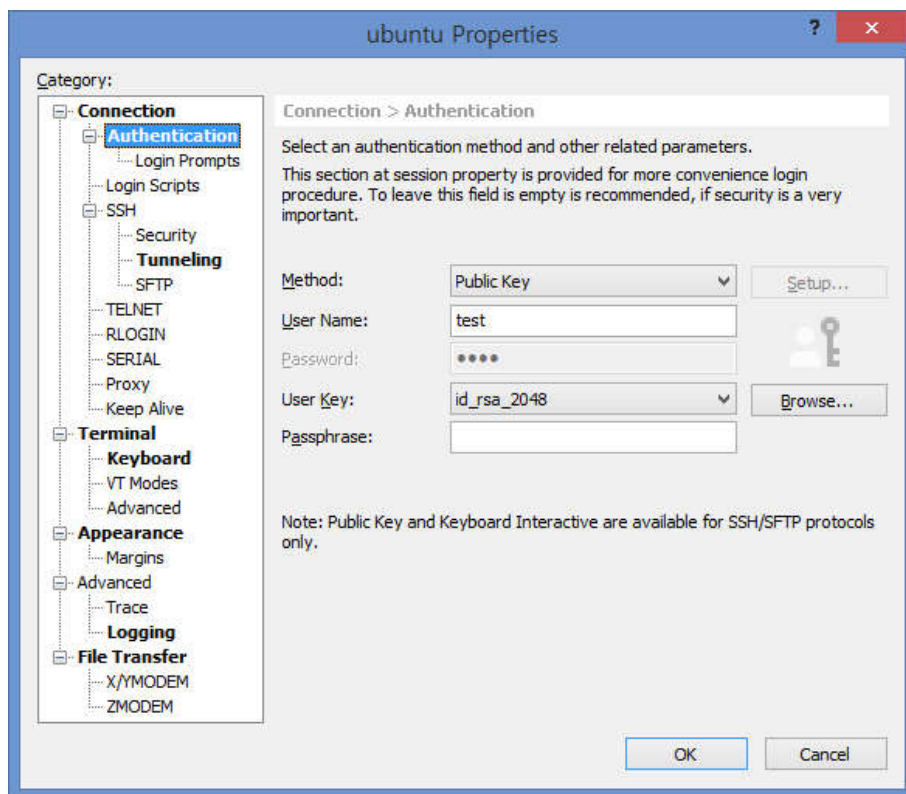 ubuntu Properties
?
Category:
Connection
Authentication
Login Prompts
Login Scripts
SSH
Security
Tunneling
SFTP
TELNET
RLOGIN
SERIAL
Proxy
Keep Alive
Terminal
Keyboard
VT Modes
Advanced
Appearance
Margins
Advanced
Trace
Logging
File Transfer
X/YMODEM
ZMODEM
Connection > Authentication
Select an authentication method and other related parameters.
This section at session property is provided for more convenience login
procedure. To leave this field is empty is recommended, if security is a very
important.
Method:
Public Key
Setup...
User Name:
test
Password:
••••
User Key:
id_rsa_2048
Browse...
Passphrase:
Note: Public Key and Keyboard Interactive are available for SSH/SFTP protocols
only.
OK
Cancel